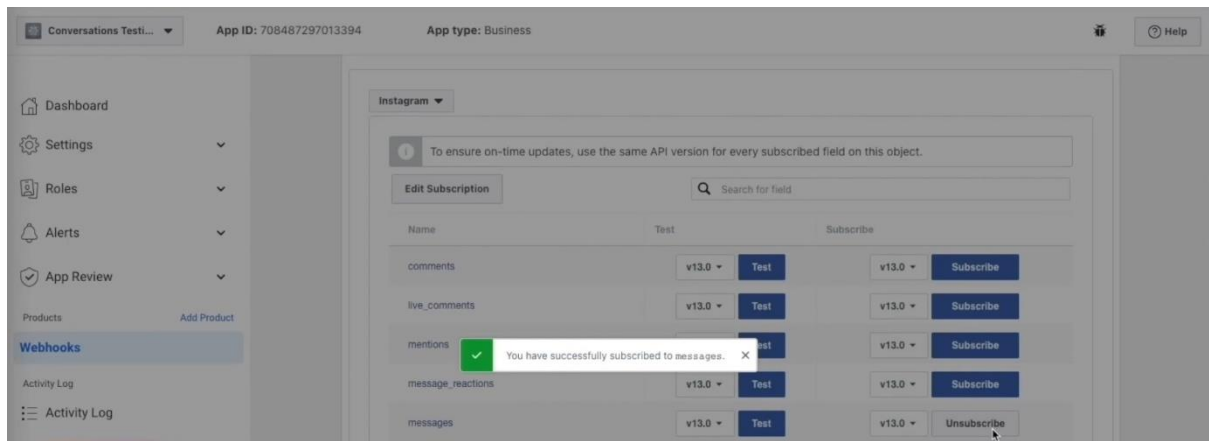 Conversations Testi... App ID: 708487297013394 App type: Business Help
Instagram
Dashboard
To ensure on-time updates, use the same API version for every subscribed field on this object.
Settings
Edit Subscription Search for field
Roles
Name Test Subscribe
Alerts
comments v13.0 Test v13.0 Subscribe
App Review
live_comments v13.0 Test v13.0 Subscribe
Products Add Product
mentions est v13.0 Subscribe
Webhooks
You have successfully subscribed to messages.
message_reactions v13.0 Test v13.0 Subscribe
Activity Log
Activity Log
messages v13.0 Test v13.0 Unsubscribe